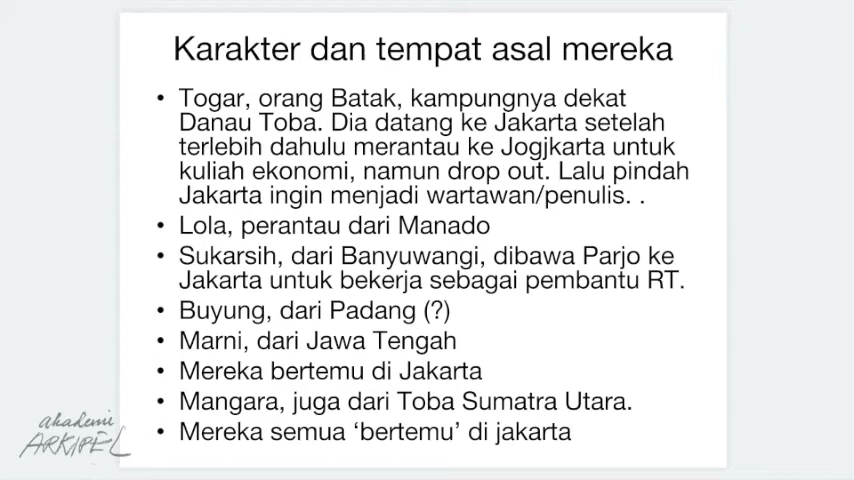 Karakter dan tempat asal mereka
• Togar, orang Batak, kampungnya dekat
Danau Toba. Dia datang ke Jakarta setelah
terlebih dahulu merantau ke Jogjkarta untuk
kuliah ekonomi, namun drop out. Lalu pindah
Jakarta ingin menjadi wartawan/penulis. .
• Lola, perantau dari Manado
• Sukarsih, dari Banyuwangi, dibawa Parjo ke
Jakarta untuk bekerja sebagai pembantu RT.
• Buyung, dari Padang (?)
• Marni, dari Jawa Tengah
• Mereka bertemu di Jakarta
• Mangara, juga dari Toba Sumatra Utara.
• Mereka semua ‘bertemu’ di jakarta
akademi
ARKIPEL